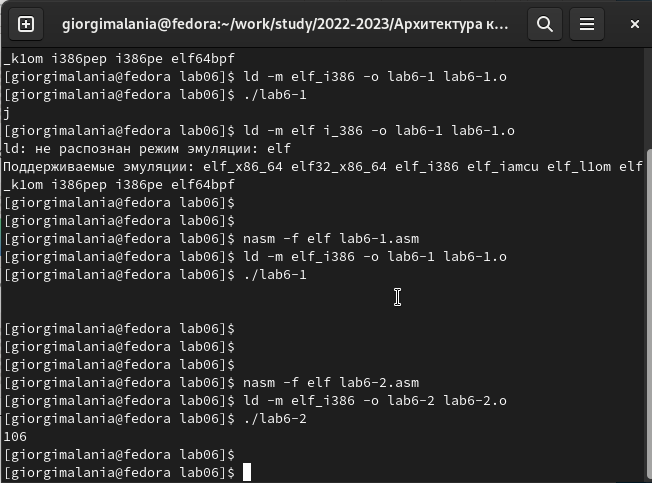 giorgimalania@fedora:~/work/study/2022-2023/Архитектура к...
_k1om i386pep i386pe elf64bpf
[giorgimalania@fedora lab06]$ ld -m elf_i386 -o lab6-1 lab6-1.o
[giorgimalania@fedora lab06]$ ./lab6-1
j
[giorgimalania@fedora lab06]$ ld -m elf i_386 -o lab6-1 lab6-1.o
ld: не распознан режим эмуляции: elf
Поддерживаемые эмуляции: elf_x86_64 elf32_x86_64 elf_i386 elf_iamcu elf_l1om elf
_k1om i386pep i386pe elf64bpf
[giorgimalania@fedora lab06]$
[giorgimalania@fedora lab06]$
[giorgimalania@fedora lab06]$ nasm -f elf lab6-1.asm
[giorgimalania@fedora lab06]$ ld -m elf_i386 -o lab6-1 lab6-1.o
[giorgimalania@fedora lab06]$ ./lab6-1
[giorgimalania@fedora lab06]$
[giorgimalania@fedora lab06]$
[giorgimalania@fedora lab06]$
[giorgimalania@fedora lab06]$ nasm -f elf lab6-2.asm
[giorgimalania@fedora lab06]$ ld -m elf_i386 -o lab6-2 lab6-2.o
[giorgimalania@fedora lab06]$ ./lab6-2
106
[giorgimalania@fedora lab06]$
[giorgimalania@fedora lab06]$